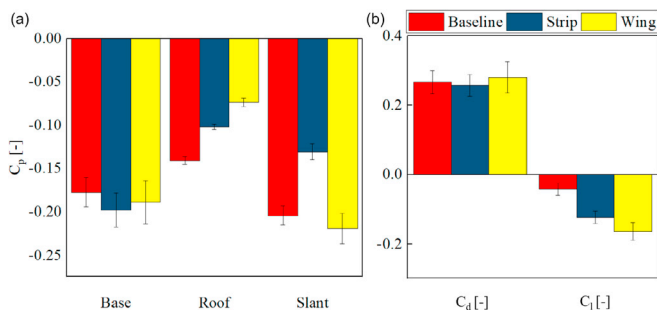 (a)
0.00
-0.05
-0.10
-0.15
-0.20
-0.25
C_p [-]
Base Roof Slant
(b)
Baseline Strip Wing
0.4
0.2
0.0
-0.2
C_d [-] C_l [-]